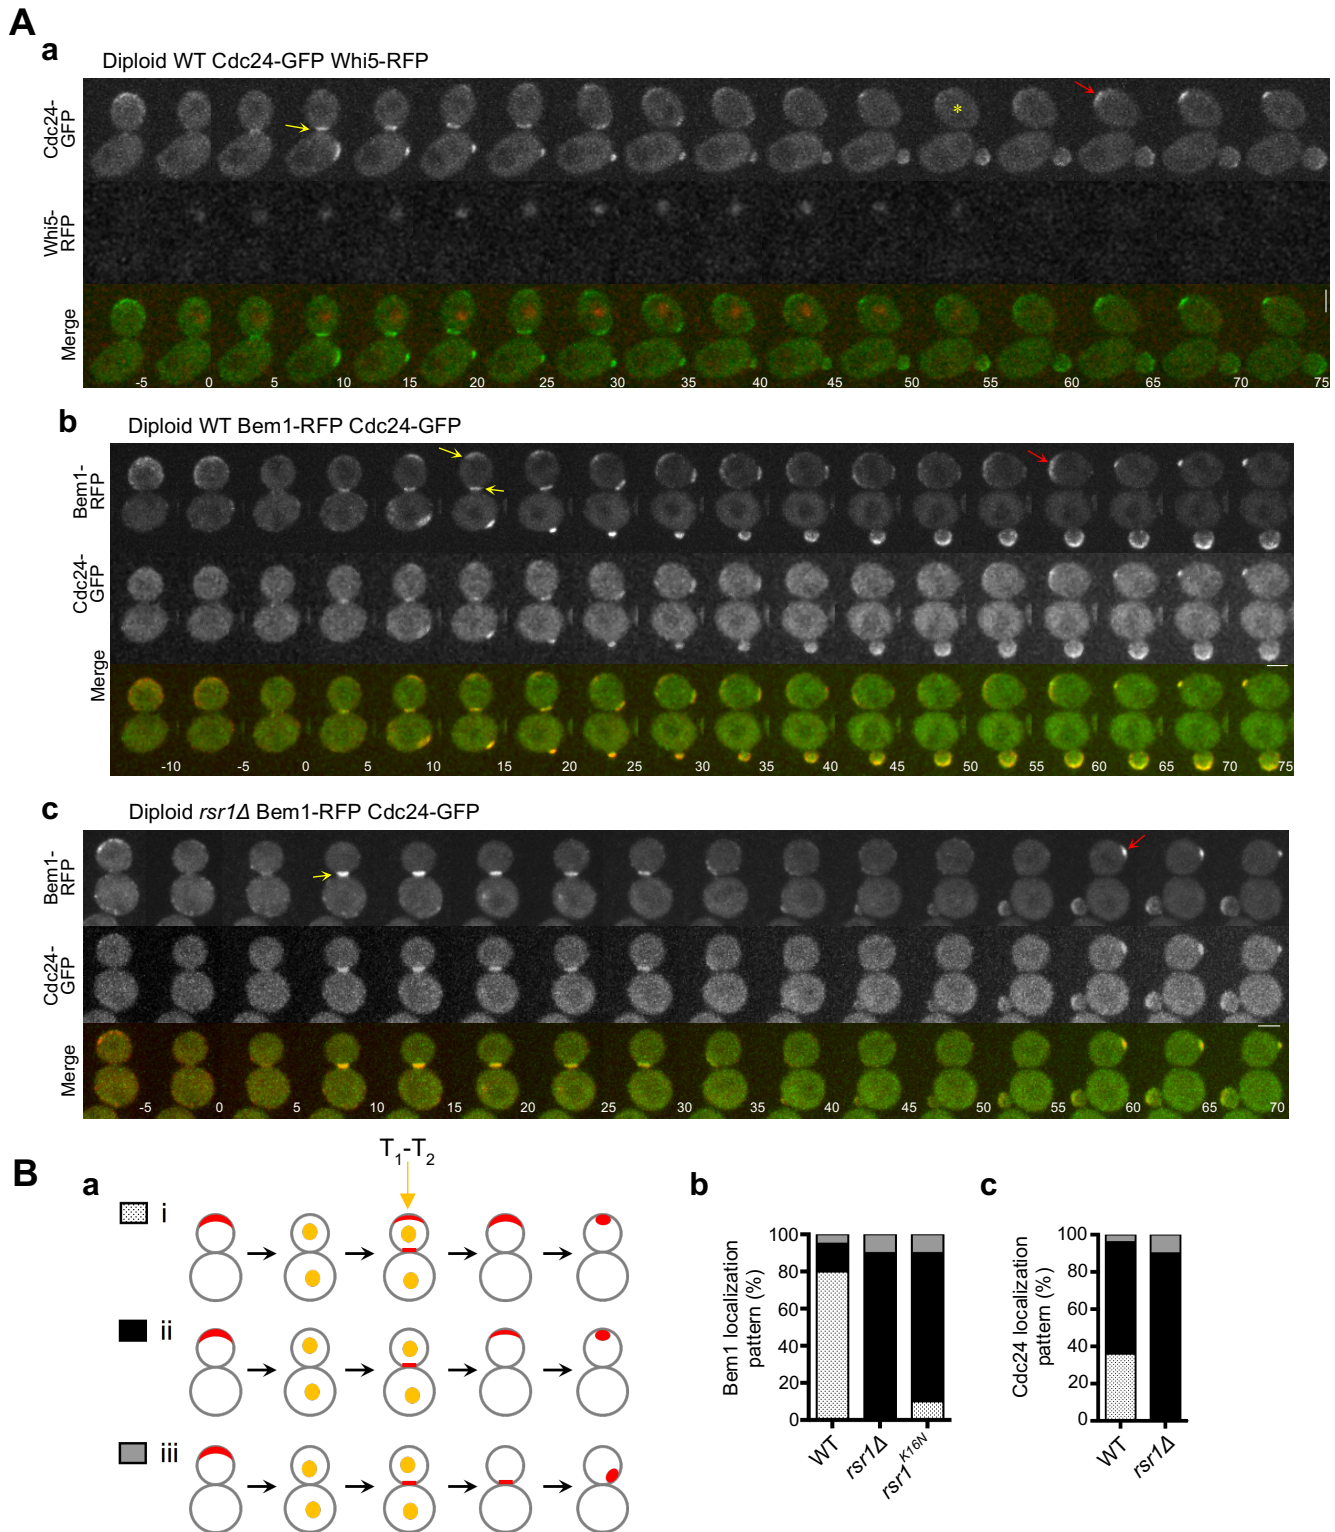 A
a
Diploid WT Cdc24-GFP Whi5-RFP
Cdc24-
GFP
*
Whi5-
RFP
Merge
-5 0 5 10 15 20 25 30 35 40 45 50 55 60 65 70 75
b
Diploid WT Bem1-RFP Cdc24-GFP
Bem1-
RFP
Cdc24-
GFP
Merge
-10 -5 0 5 10 15 20 25 30 35 40 45 50 55 60 65 70 75
c
Diploid rsr1Δ Bem1-RFP Cdc24-GFP
Bem1-
RFP
Cdc24-
GFP
Merge
-5 0 5 10 15 20 25 30 35 40 45 50 55 60 65 70
B
a
T1-T2
i
ii
iii
b
Bem1 localization
pattern (%)
100
80
60
40
20
0
WT
rsr1Δ
rsr1K16N
c
Cdc24 localization
pattern (%)
100
80
60
40
20
0
WT
rsr1Δ